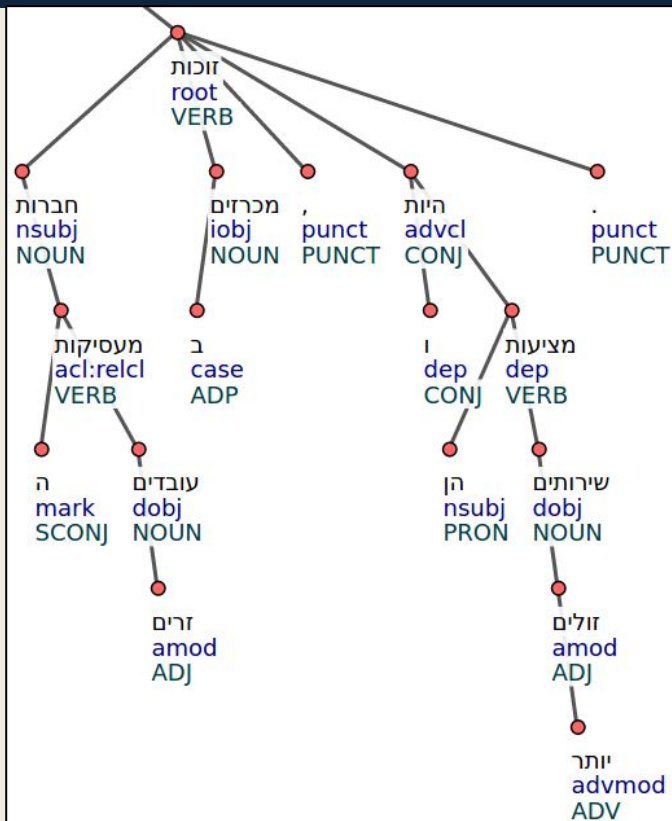 זוכות
root
VERB
חברות
nsubj
NOUN
מכרזים
iobj
NOUN
,
punct
PUNCT
היות
advcl
CONJ
.
punct
PUNCT
מעסיקות
acl:relcl
VERB
ב
case
ADP
ו
dep
CONJ
מציעות
dep
VERB
ה
mark
SCONJ
עובדים
dobj
NOUN
הן
nsubj
PRON
שירותים
dobj
NOUN
זרים
amod
ADJ
זולים
amod
ADJ
יותר
advmod
ADV